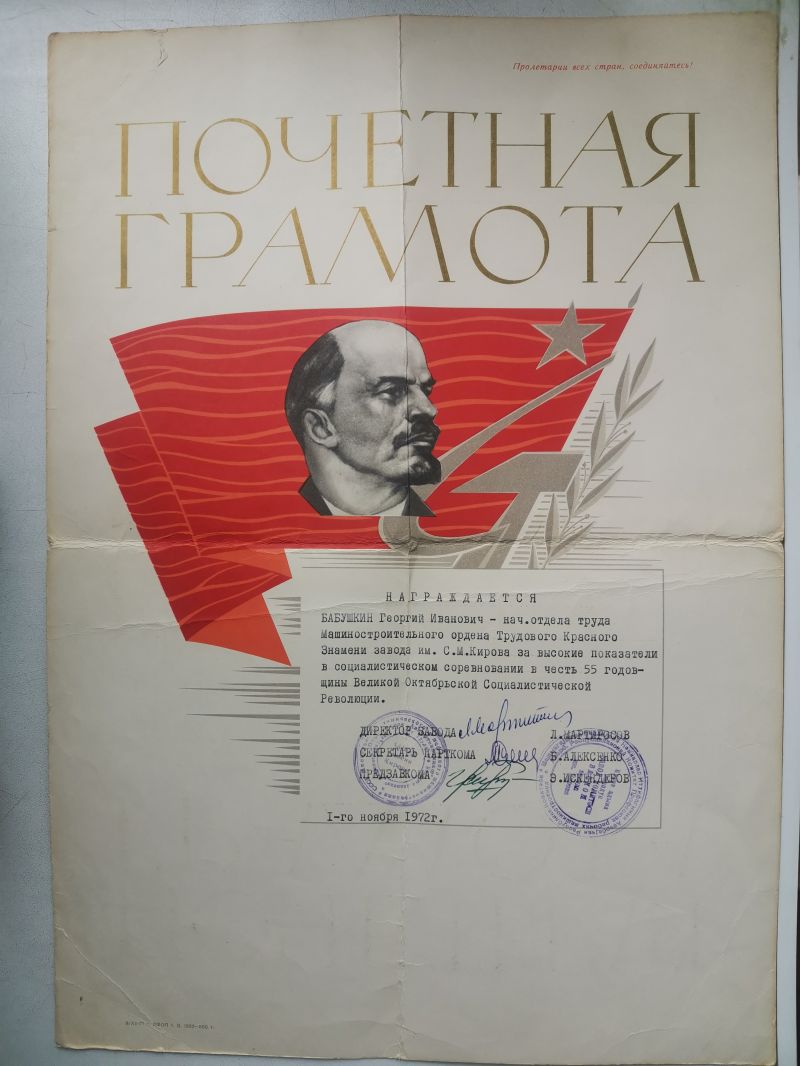 Пролетарии всех стран, соединяйтесь!
ПОЧЕТНАЯ
ГРАМОТА
НАГРАЖДАЕТСЯ
БАБУШКИН Георгий Иванович - нач.отдела труда
Машиностроительного ордена Трудового Красного
Знамени завода им. С.М.Кирова за высокие показатели
в социалистическом соревновании в честь 55 годов-
щины Великой Октябрьской Социалистической
Революции.
ДИРЕКТОР ЗАВОДА Л.МАРТИРОСОВ
СЕКРЕТАРЬ ПАРТКОМА Б.АЛЕКСЕНКО
ПРЕДЗАВКОМА Э.ИСКЕНДЕРОВ
I-го ноября 1972г.